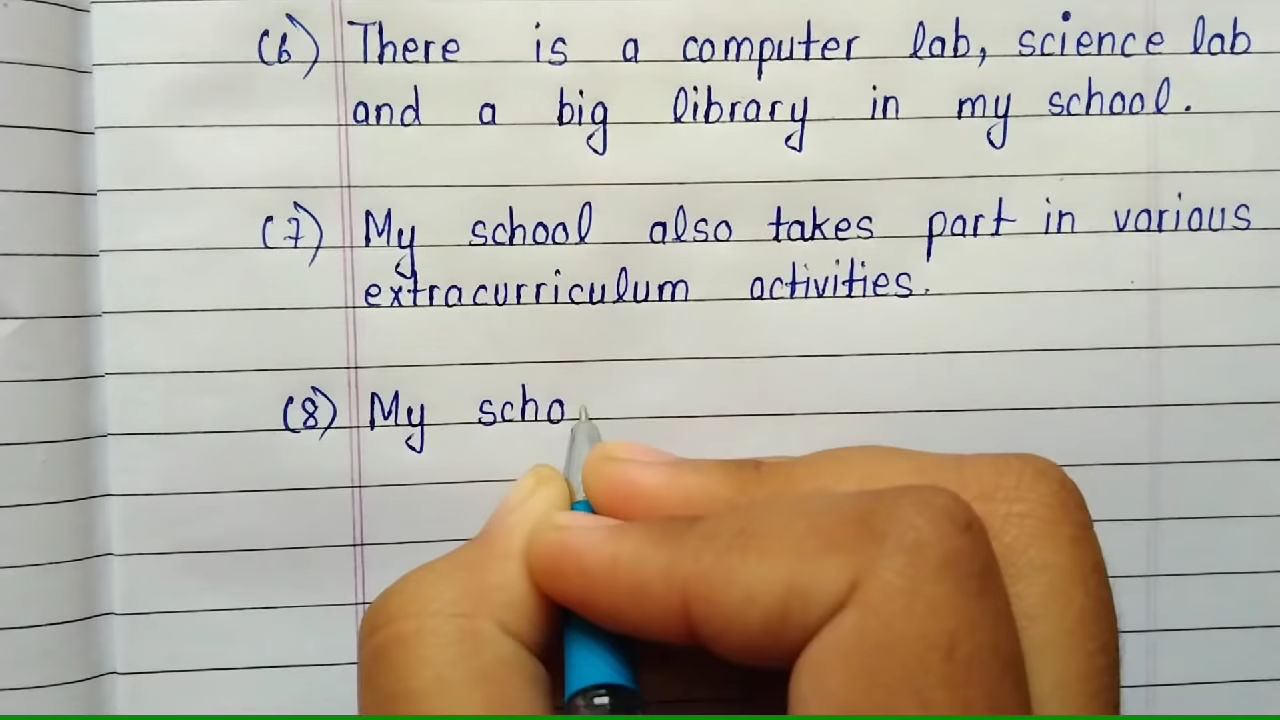 (6) There is a computer lab, science lab
and a big library in my school.
(7) My school also takes part in various
extracurriculum activities.
(8) My scho